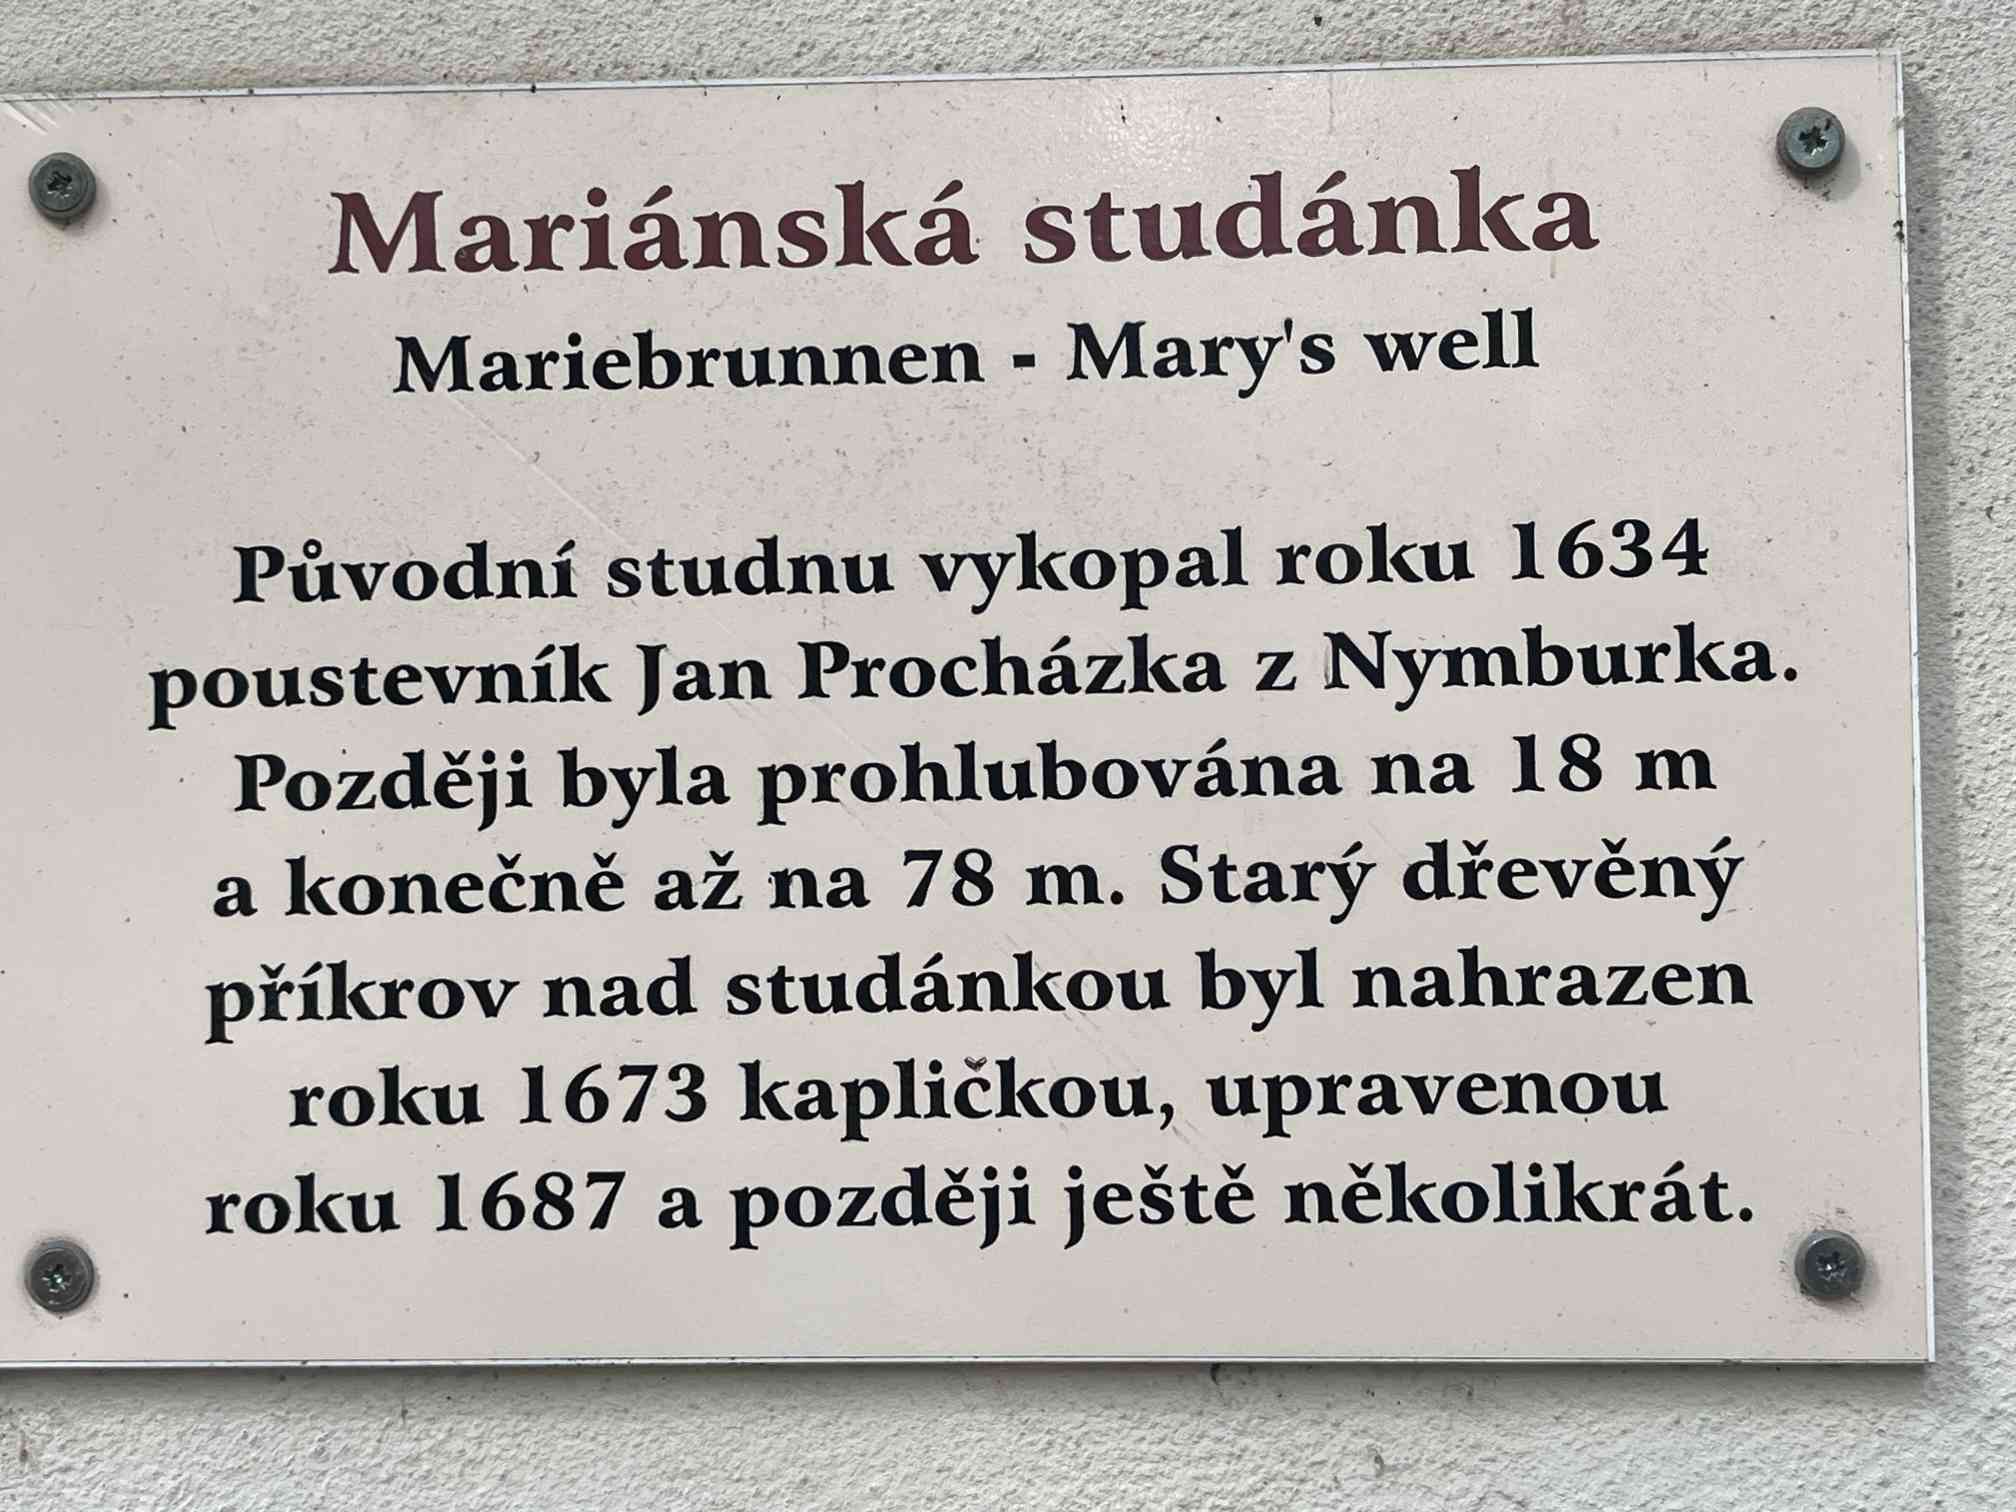 Mariánská studánka
Mariebrunnen - Mary's well
Původní studnu vykopal roku 1634
poustevník Jan Procházka z Nymburka.
Později byla prohlubována na 18 m
a konečně až na 78 m. Starý dřevěný
příkrov nad studánkou byl nahrazen
roku 1673 kapličkou, upravenou
roku 1687 a později ještě několikrát.